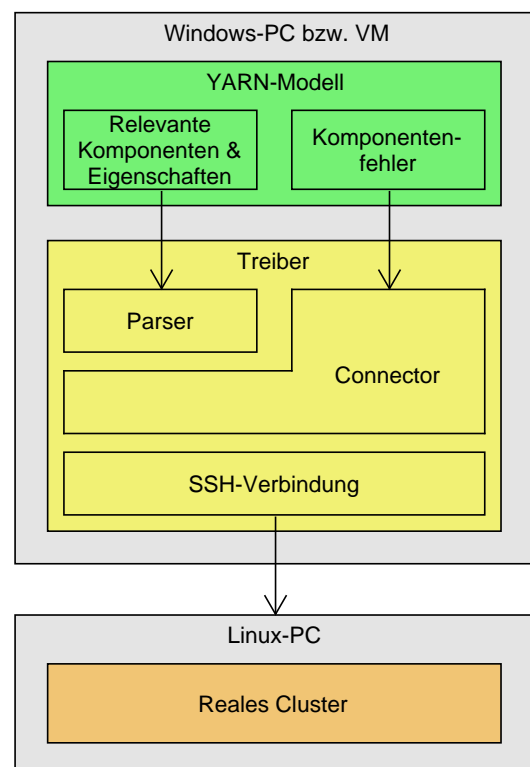 Windows-PC bzw. VM
YARN-Modell
Relevante
Komponenten &
Eigenschaften
Komponenten-
fehler
Treiber
Parser
Connector
SSH-Verbindung
Linux-PC
Reales Cluster